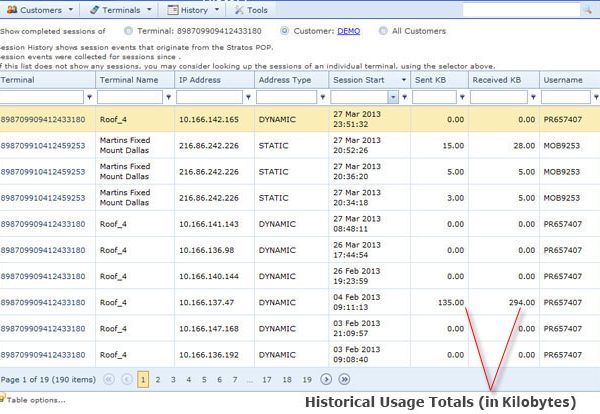 Customers Terminals History Tools
Show completed sessions of Terminal: 898709909412433180 Customer: DEMO All Customers
ession History shows session events that originate from the Stratos POP.
ession events were collected for sessions since .
f this list does not show any sessions, you may consider looking up the sessions of an individual terminal, using the selector above.
Terminal Terminal Name IP Address Address Type Session Start Sent KB Received KB Username
898709909412433180 Roof_4 10.166.142.165 DYNAMIC 27 Mar 2013 23:51:32 0.00 0.00 PR657407
898709910412459253 Martins Fixed Mount Dallas 216.86.242.226 STATIC 27 Mar 2013 20:52:26 15.00 28.00 MOB9253
898709910412459253 Martins Fixed Mount Dallas 216.86.242.226 STATIC 27 Mar 2013 20:36:20 5.00 5.00 MOB9253
898709910412459253 Martins Fixed Mount Dallas 216.86.242.226 STATIC 27 Mar 2013 20:34:18 3.00 5.00 MOB9253
898709909412433180 Roof_4 10.166.141.143 DYNAMIC 27 Mar 2013 08:48:11 0.00 0.00 PR657407
898709909412433180 Roof_4 10.166.136.98 DYNAMIC 26 Mar 2013 17:44:54 0.00 0.00 PR657407
898709909412433180 Roof_4 10.166.140.144 DYNAMIC 26 Feb 2013 19:23:59 0.00 0.00 PR657407
898709909412433180 Roof_4 10.166.137.47 DYNAMIC 04 Feb 2013 09:11:13 135.00 294.00 PR657407
898709909412433180 Roof_4 10.166.147.168 DYNAMIC 03 Feb 2013 21:09:57 0.00 0.00 PR657407
898709909412433180 Roof_4 10.166.136.192 DYNAMIC 03 Feb 2013 09:08:40 0.00 0.00 PR657407
Page 1 of 19 (190 items) 1 2 3 4 5 6 7 ... 17 18 19
Table options...
Historical Usage Totals (in Kilobytes)